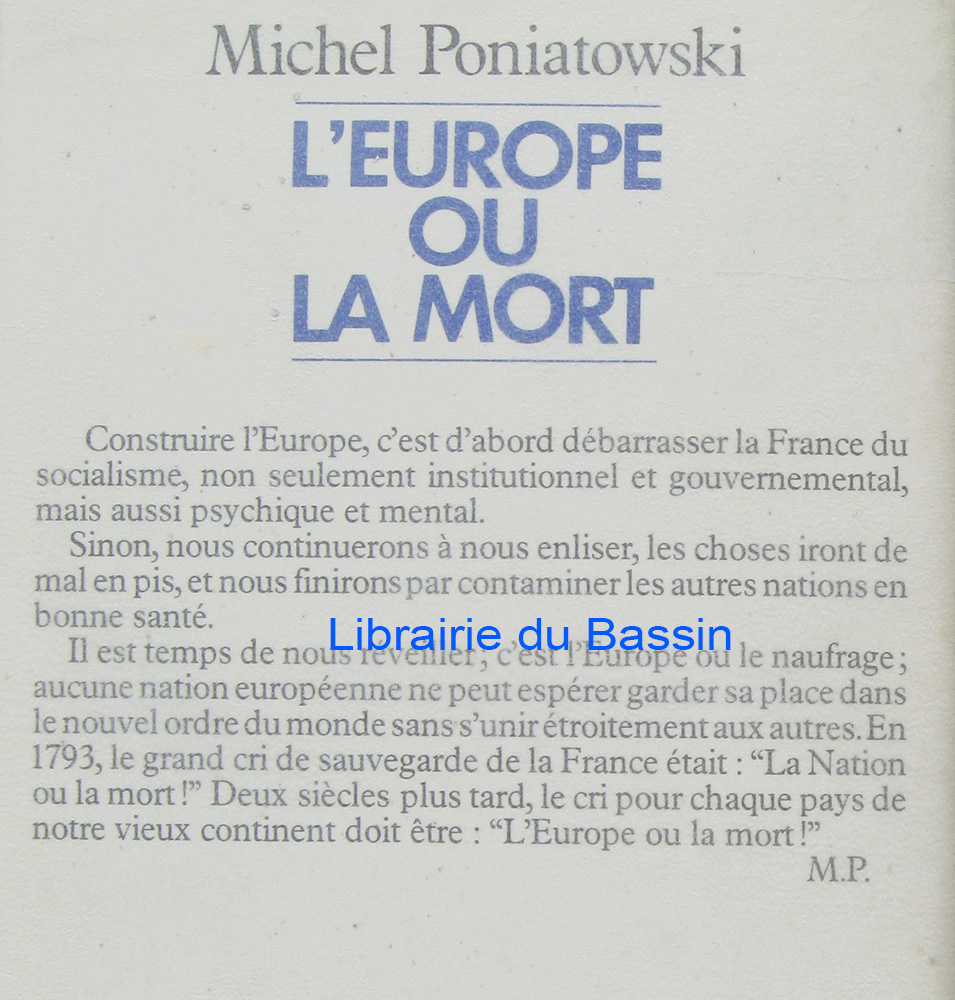 Michel Poniatowski
L'EUROPE
OU
LA MORT
Construire l'Europe, c'est d'abord débarrasser la France du
socialisme, non seulement institutionnel et gouvernemental,
mais aussi psychique et mental.
Sinon, nous continuerons à nous enliser, les choses iront de
mal en pis, et nous finirons par contaminer les autres nations en
bonne santé.
Librairie du Bassin
Il est temps de nous réveiller; c'est l'Europe ou le naufrage;
aucune nation européenne ne peut espérer garder sa place dans
le nouvel ordre du monde sans s'unir étroitement aux autres. En
1793, le grand cri de sauvegarde de la France était : “La Nation
ou la mort!” Deux siècles plus tard, le cri pour chaque pays de
notre vieux continent doit être : “L'Europe ou la mort!”
M.P.